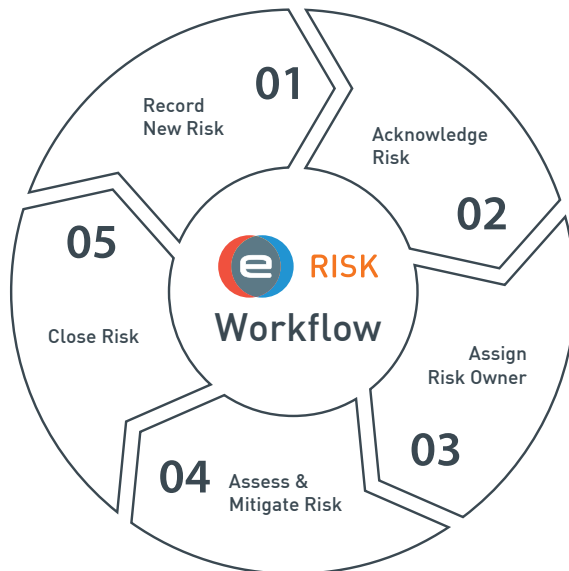 01
Record
New Risk
Acknowledge
Risk
02
Assign
Risk Owner
03
04
Assess &
Mitigate Risk
05
Close Risk
e RISK
Workflow